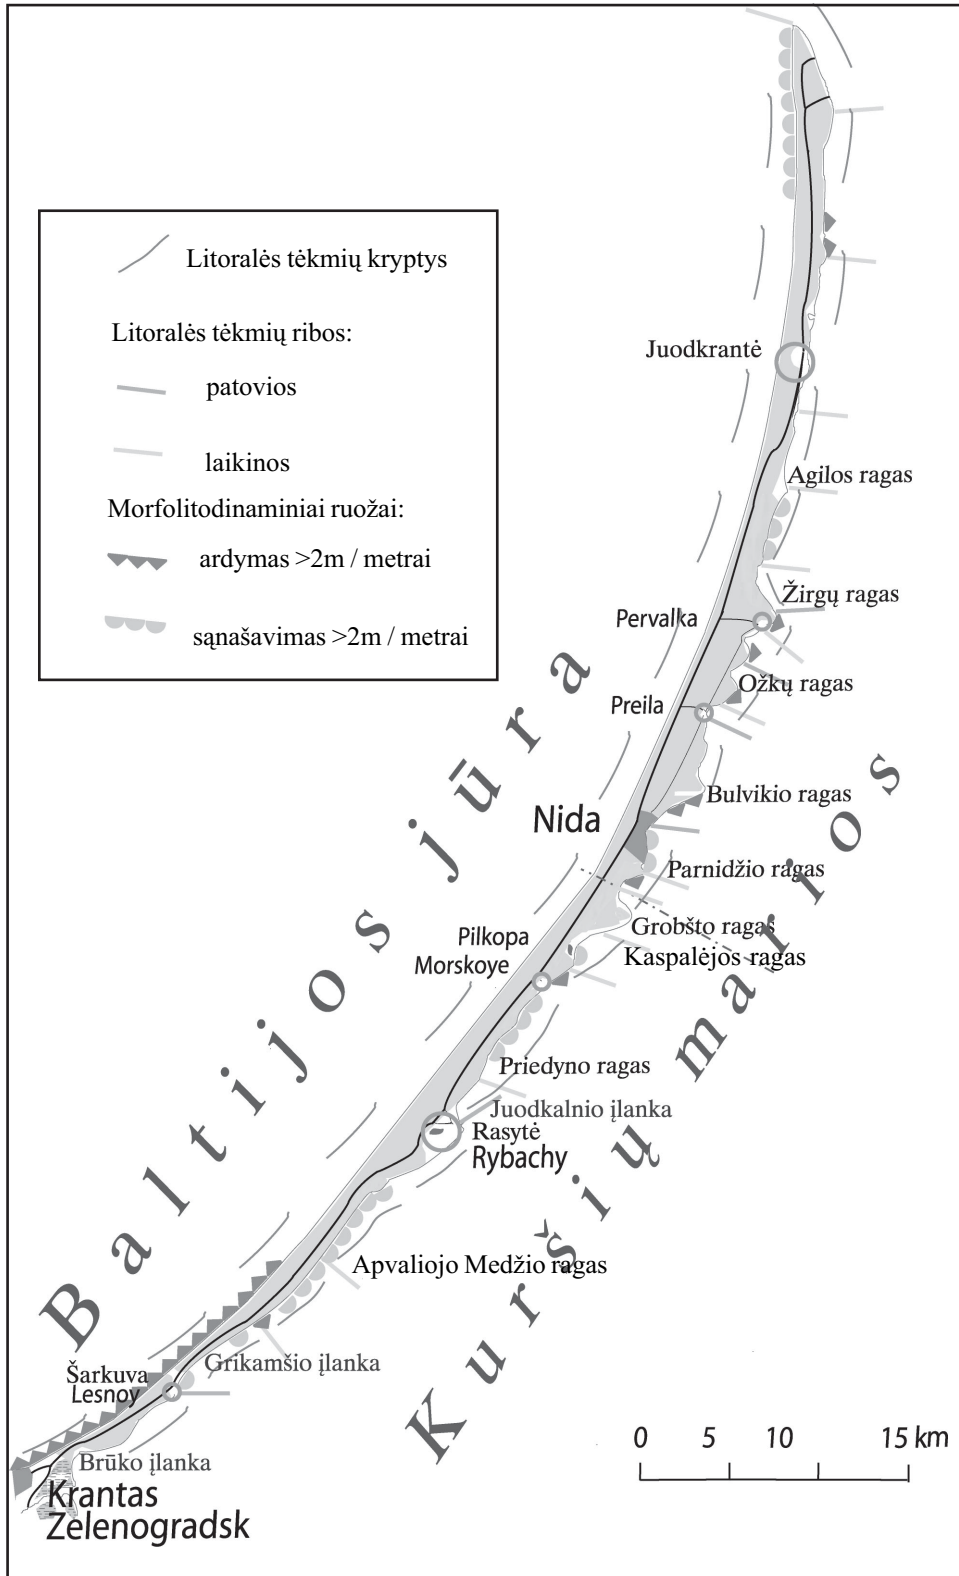 Litoralės tėkmių kryptys
Litoralės tėkmių ribos:
patovios
laikinos
Morfolitodinaminiai ruožai:
ardymas >2m / metrai
sąnašavimas >2m / metrai
Juodkrantė
Agilos ragas
Žirgų ragas
Pervalka
Ožkų ragas
Preila
Bulvikio ragas
Nida
Parnidžio ragas
Grobšto ragas
Pilkopa
Morskoye
Kaspalėjos ragas
Priedyno ragas
Juodkalnio įlanka
Rasytė
Rybachy
Apvaliojo Medžio ragas
Grikamšio įlanka
Šarkuva
Lesnoy
Brūko įlanka
Krantas
Zelenogradsk
Baltijos jūra
Kuršių marios
0 5 10 15 km